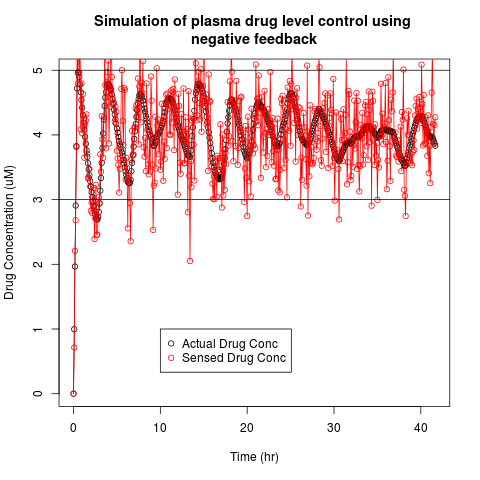 Simulation of plasma drug level control using
negative feedback
Drug Concentration (uM)
5
4
3
2
1
0
Actual Drug Conc
Sensed Drug Conc
0 10 20 30 40
Time (hr)